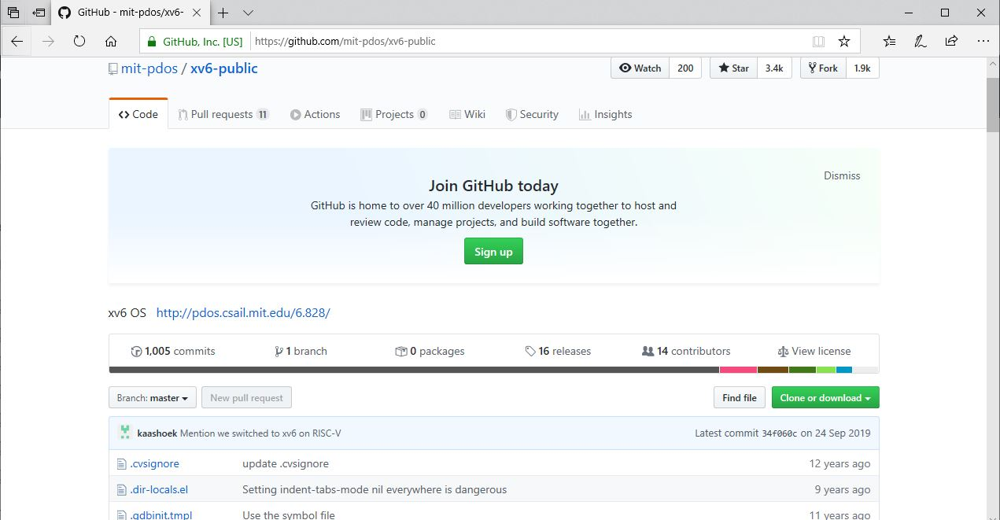 GitHub - mit-pdos/xv6-
GitHub, Inc. [US] https://github.com/mit-pdos/xv6-public
mit-pdos / xv6-public Watch 200 Star 3.4k Fork 1.9k
Code Pull requests 11 Actions Projects 0 Wiki Security Insights
Dismiss
Join GitHub today
GitHub is home to over 40 million developers working together to host and
review code, manage projects, and build software together.
Sign up
xv6 OS http://pdos.csail.mit.edu/6.828/
1,005 commits 1 branch 0 packages 16 releases 14 contributors View license
Branch: master New pull request Find file Clone or download
kaashoek Mention we switched to xv6 on RISC-V Latest commit 34f060c on 24 Sep 2019
.cvsignore update .cvsignore 12 years ago
.dir-locals.el Setting indent-tabs-mode nil everywhere is dangerous 9 years ago
.gdbinit.tmpl Use the symbol file 11 years ago